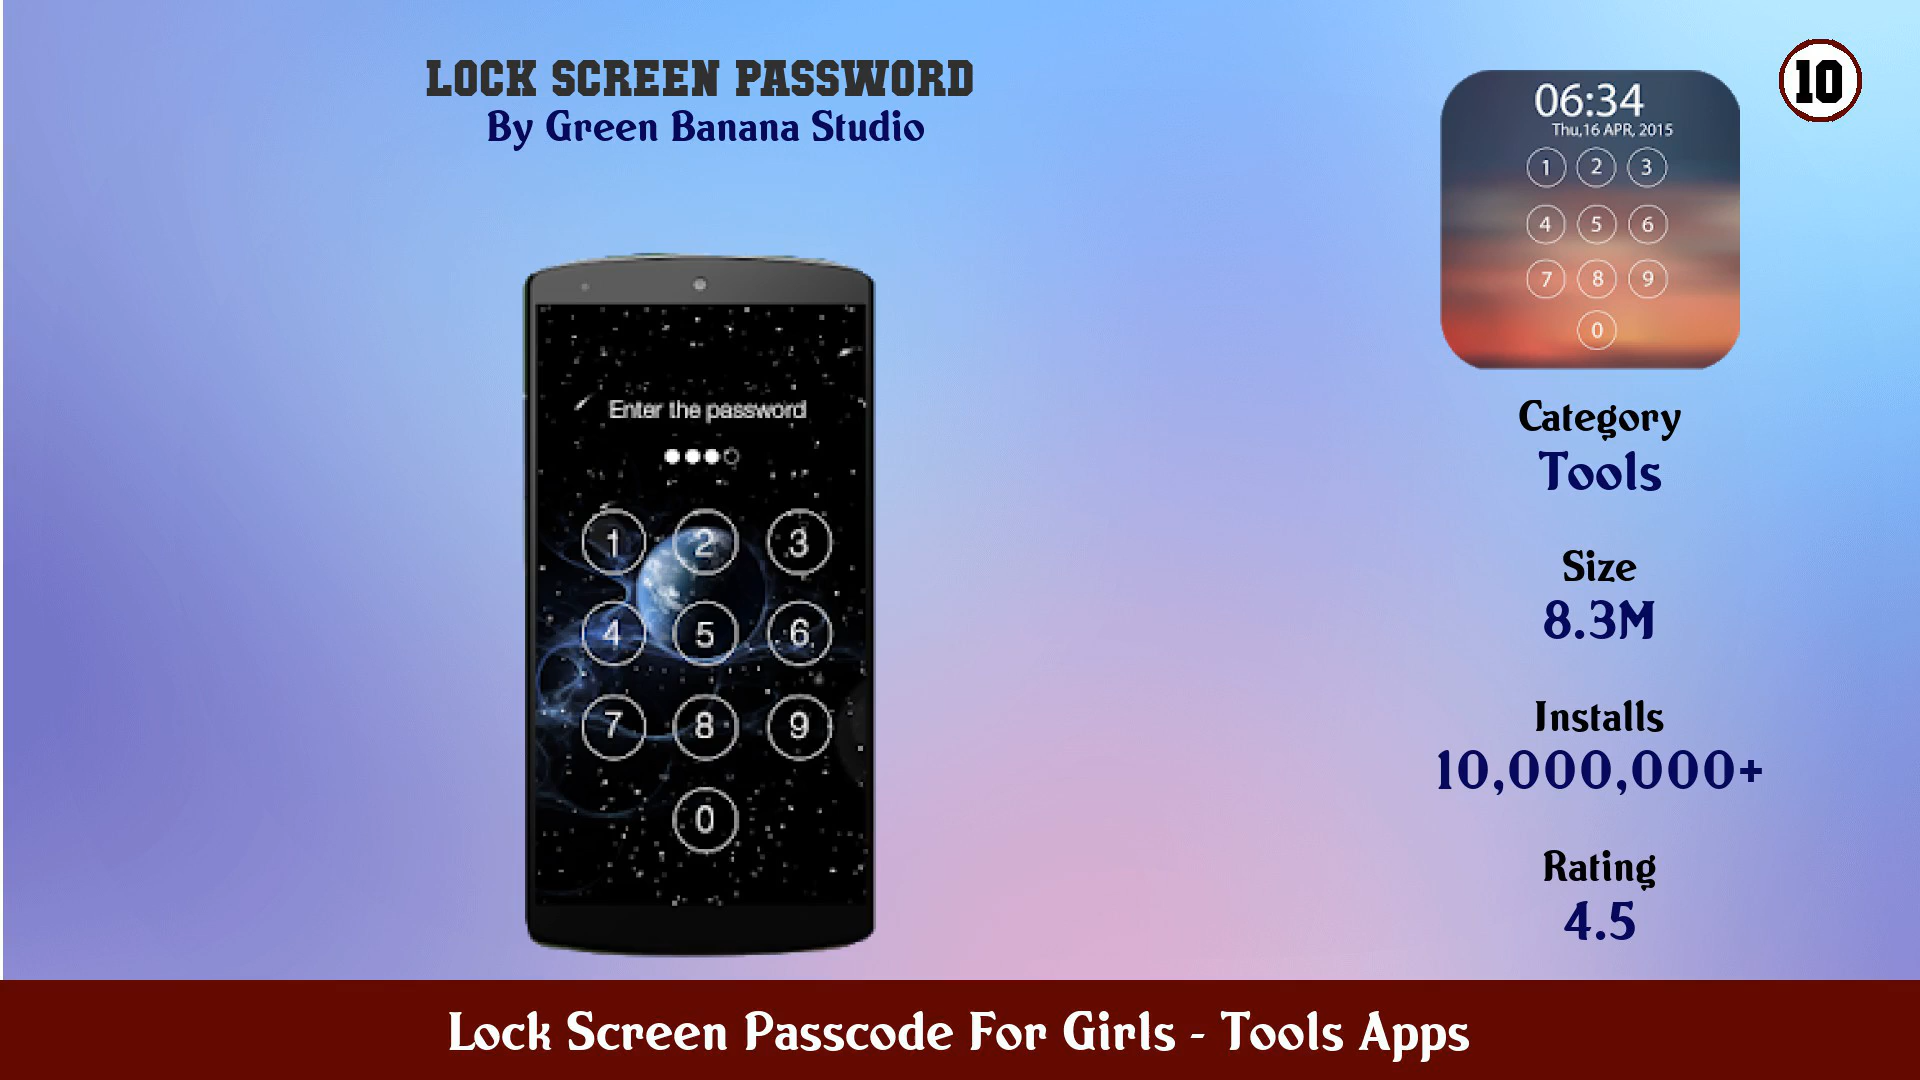 LOCK SCREEN PASSWORD
By Green Banana Studio
10
06:34
Thu,16 APR, 2015
1 2 3
4 5 6
7 8 9
0
Enter the password
1 2 3
4 5 6
7 8 9
0
Category
Tools
Size
8.3M
Installs
10,000,000+
Rating
4.5
Lock Screen Passcode For Girls - Tools Apps